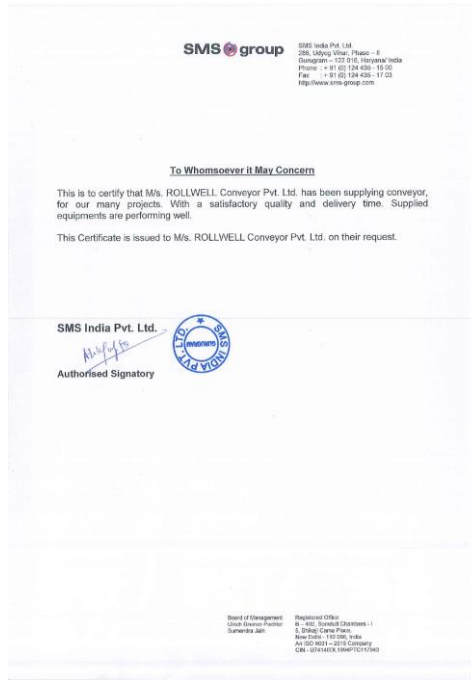 SMS group
SMS India Pvt. Ltd.
286, Udyog Vihar, Phase – II
Gurugram – 122 016, Haryana/ India
Phone : + 91 (0) 124 435 - 15 00
Fax : + 91 (0) 124 435 - 17 03
http://www.sms-group.com
To Whomsoever it May Concern
This is to certify that M/s. ROLLWELL Conveyor Pvt. Ltd. has been supplying conveyor,
for our many projects. With a satisfactory quality and delivery time. Supplied
equipments are performing well.
This Certificate is issued to M/s. ROLLWELL Conveyor Pvt. Ltd. on their request.
SMS India Pvt. Ltd.
SMS INDIA PVT. LTD.
GURUGRAM
Authorised Signatory
Board of Management
Sumendra Jain
Registered Office
New Delhi - 110 066, India
An ISO 9001 – 2015 Company